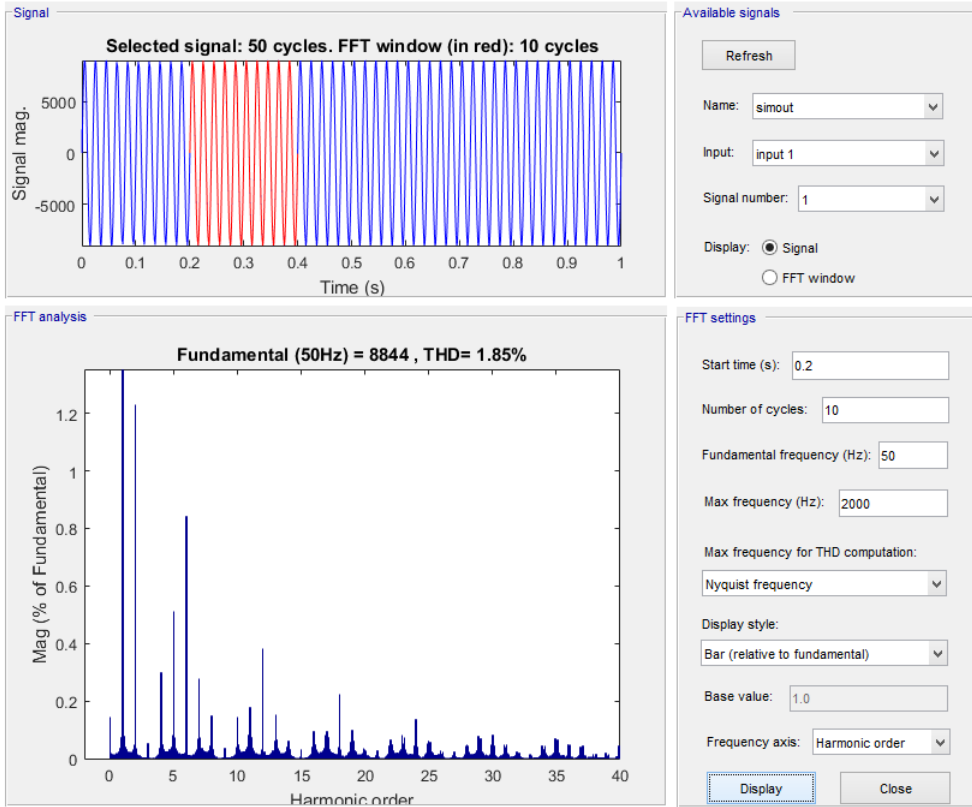 Signal
Selected signal: 50 cycles. FFT window (in red): 10 cycles
Signal mag.
5000
0
-5000
0 0.1 0.2 0.3 0.4 0.5 0.6 0.7 0.8 0.9 1
Time (s)
Available signals
Refresh
Name: simout
Input: input 1
Signal number: 1
Display: Signal
FFT window
FFT analysis
Fundamental (50Hz) = 8844 , THD= 1.85%
Mag (% of Fundamental)
1.2
1
0.8
0.6
0.4
0.2
0
0 5 10 15 20 25 30 35 40
Harmonic order
FFT settings
Start time (s): 0.2
Number of cycles: 10
Fundamental frequency (Hz): 50
Max frequency (Hz): 2000
Max frequency for THD computation:
Nyquist frequency
Display style:
Bar (relative to fundamental)
Base value: 1.0
Frequency axis: Harmonic order
Display Close